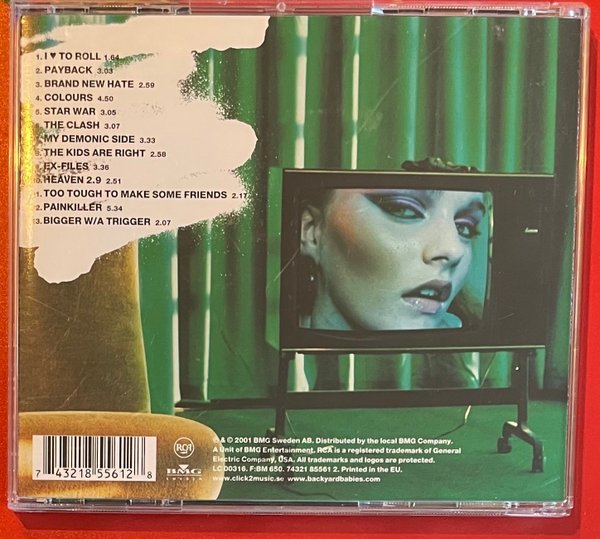 1. I ♥ TO ROLL 1.64
2. PAYBACK 3.03
3. BRAND NEW HATE 2.59
4. COLOURS 4.50
5. STAR WAR 3.05
6. THE CLASH 3.07
7. MY DEMONIC SIDE 3.33
8. THE KIDS ARE RIGHT 2.58
9. EX-FILES 3.36
0. HEAVEN 2.9 2.51
1. TOO TOUGH TO MAKE SOME FRIENDS 2.17
2. PAINKILLER 5.34
3. BIGGER W/A TRIGGER 2.07
℗ & © 2001 BMG Sweden AB. Distributed by the local BMG Company.
A Unit of BMG Entertainment. RCA is a registered trademark of General
Electric Company, USA. All trademarks and logos are protected.
LC 00316. F:BM 650. 74321 85561 2. Printed in the EU.
www.click2music.se www.backyardbabies.com
RCA
BMG
SWEDEN
7 43218 55612 8